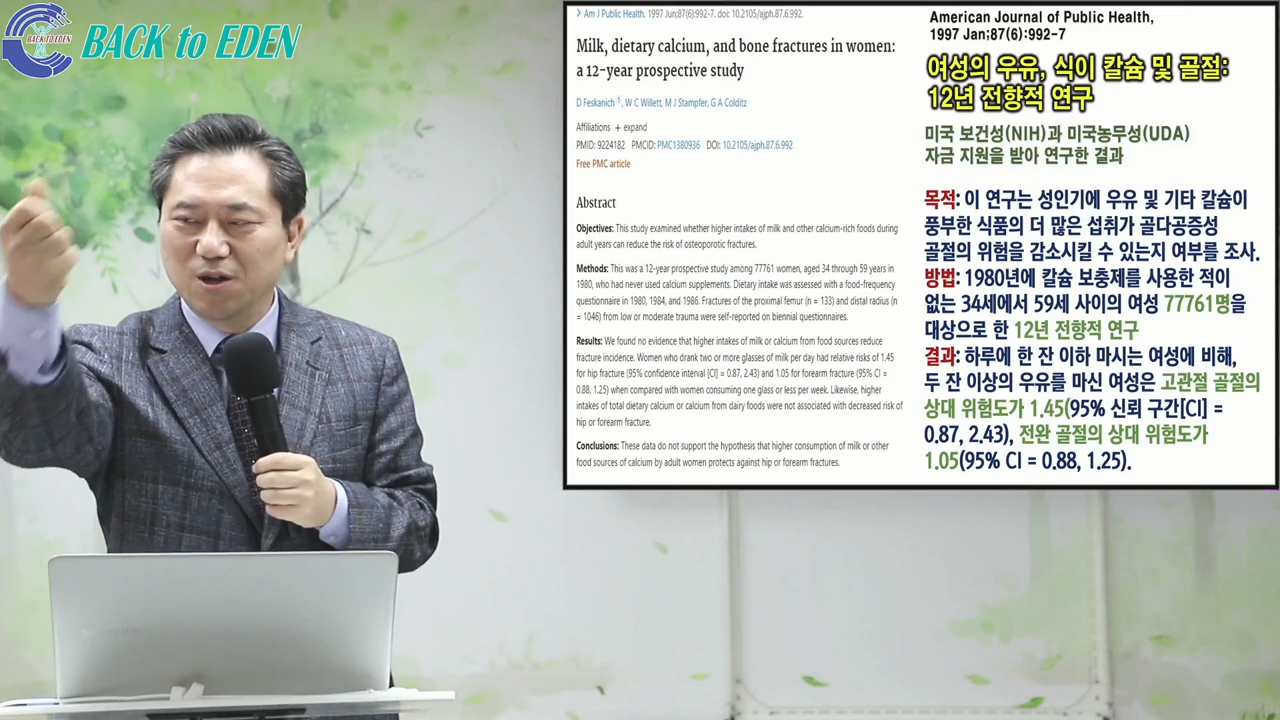 BACK TO EDEN
BACK to EDEN
> Am J Public Health. 1997 Jun;87(6):992-7. doi: 10.2105/ajph.87.6.992.
Milk, dietary calcium, and bone fractures in women:
a 12-year prospective study
D Feskanich 1, W C Willett, M J Stampfer, G A Colditz
Affiliations + expand
PMID: 9224182 PMCID: PMC1380936 DOI: 10.2105/ajph.87.6.992
Free PMC article
Abstract
Objectives: This study examined whether higher intakes of milk and other calcium-rich foods during
adult years can reduce the risk of osteoporotic fractures.
Methods: This was a 12-year prospective study among 77761 women, aged 34 through 59 years in
1980, who had never used calcium supplements. Dietary intake was assessed with a food-frequency
questionnaire in 1980, 1984, and 1986. Fractures of the proximal femur (n = 133) and distal radius (n
= 1046) from low or moderate trauma were self-reported on biennial questionnaires.
Results: We found no evidence that higher intakes of milk or calcium from food sources reduce
fracture incidence. Women who drank two or more glasses of milk per day had relative risks of 1.45
for hip fracture (95% confidence interval [CI] = 0.87, 2.43) and 1.05 for forearm fracture (95% CI =
0.88, 1.25) when compared with women consuming one glass or less per week. Likewise, higher
intakes of total dietary calcium or calcium from dairy foods were not associated with decreased risk of
hip or forearm fracture.
Conclusions: These data do not support the hypothesis that higher consumption of milk or other
food sources of calcium by adult women protects against hip or forearm fractures.
American Journal of Public Health,
1997 Jan;87(6):992-7
여성의 우유, 식이 칼슘 및 골절:
12년 전향적 연구
미국 보건성(NIH)과 미국농무성(UDA)
자금 지원을 받아 연구한 결과
목적: 이 연구는 성인기에 우유 및 기타 칼슘이
풍부한 식품의 더 많은 섭취가 골다공증성
골절의 위험을 감소시킬 수 있는지 여부를 조사.
방법: 1980년에 칼슘 보충제를 사용한 적이
없는 34세에서 59세 사이의 여성 77761명을
대상으로 한 12년 전향적 연구
결과: 하루에 한 잔 이하 마시는 여성에 비해,
두 잔 이상의 우유를 마신 여성은 고관절 골절의
상대 위험도가 1.45(95% 신뢰 구간[CI] =
0.87, 2.43), 전완 골절의 상대 위험도가
1.05(95% CI = 0.88, 1.25).